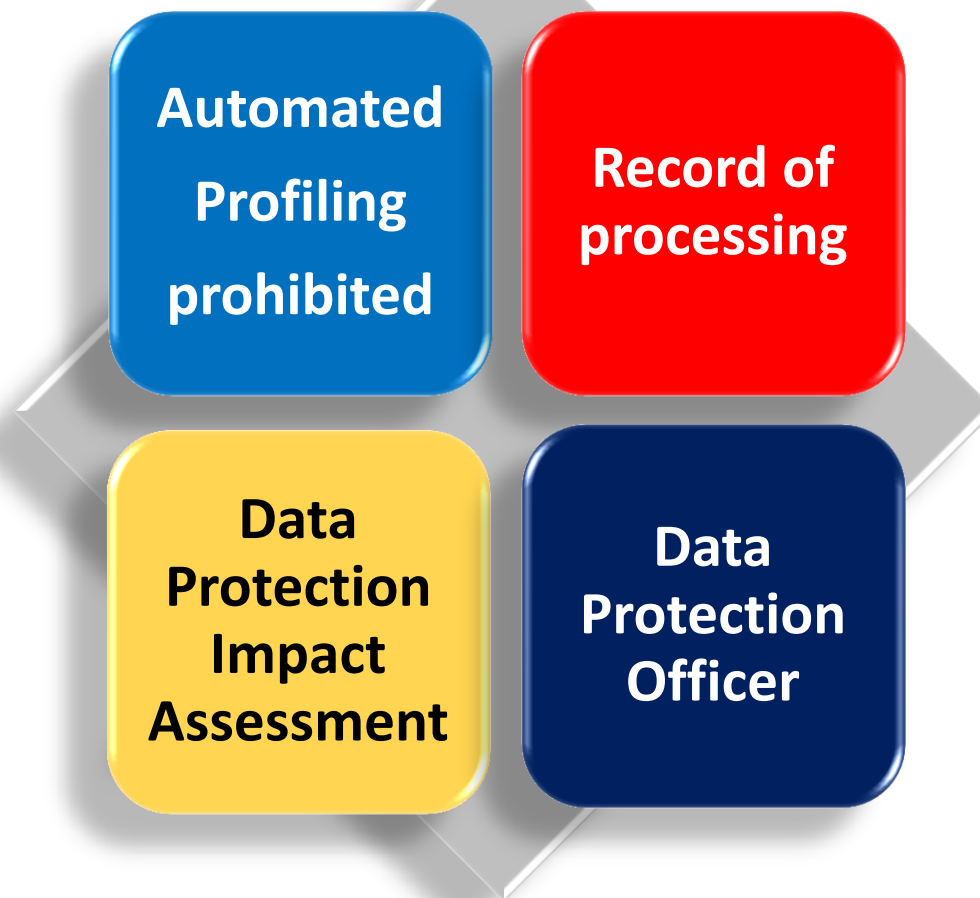 Automated
Profiling
prohibited
Record of
processing
Data
Protection
Impact
Assessment
Data
Protection
Officer